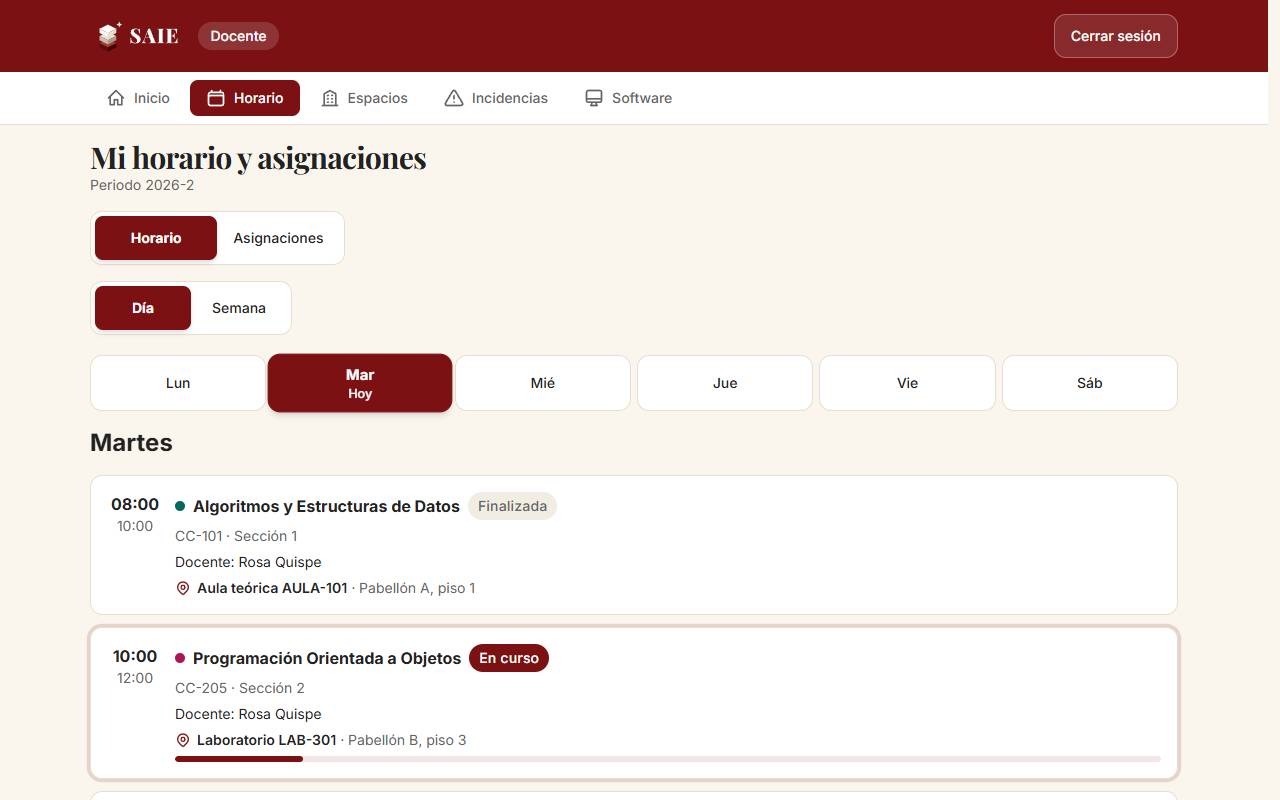 SAIE
Docente
Cerrar sesión
Inicio
Horario
Espacios
Incidencias
Software
Mi horario y asignaciones
Periodo 2026-2
Horario
Asignaciones
Día
Semana
Lun
Mar
Hoy
Mié
Jue
Vie
Sáb
Martes
08:00
10:00
Algoritmos y Estructuras de Datos
Finalizada
CC-101 · Sección 1
Docente: Rosa Quispe
Aula teórica AULA-101 · Pabellón A, piso 1
10:00
12:00
Programación Orientada a Objetos
En curso
CC-205 · Sección 2
Docente: Rosa Quispe
Laboratorio LAB-301 · Pabellón B, piso 3